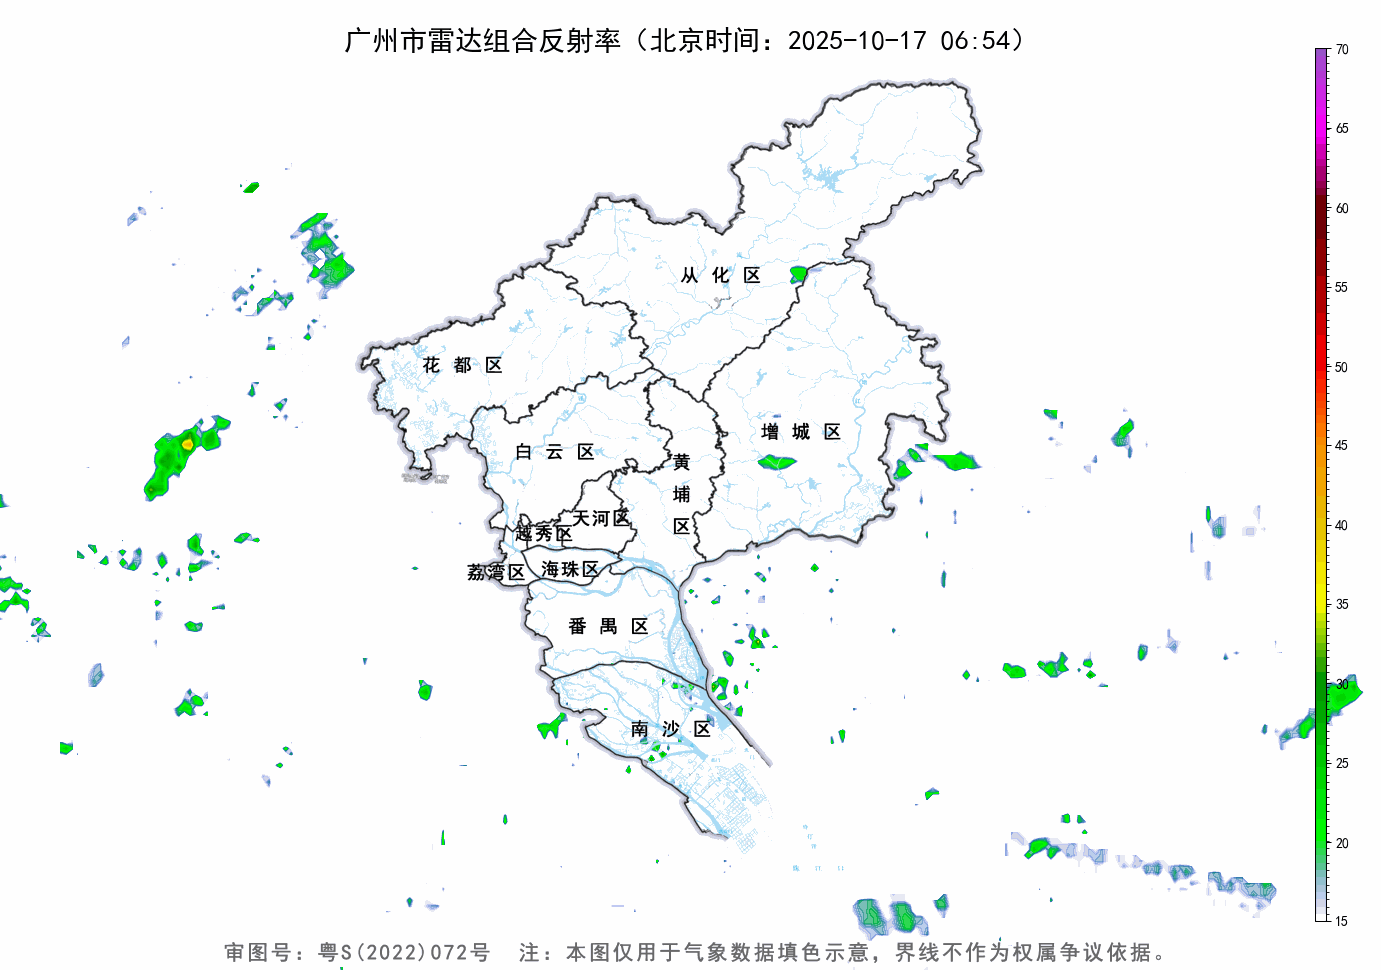 广州市雷达组合反射率（北京时间：2025-10-17 06:54）
70
65
60
55
50
45
40
35
30
25
20
15
从化区
花都区
增城区
白云区
黄埔区
天河区
越秀区
荔湾区
海珠区
番禺区
南沙区
审图号：粤S(2022)072号 注：本图仅用于气象数据填色示意，界线不作为权属争议依据。